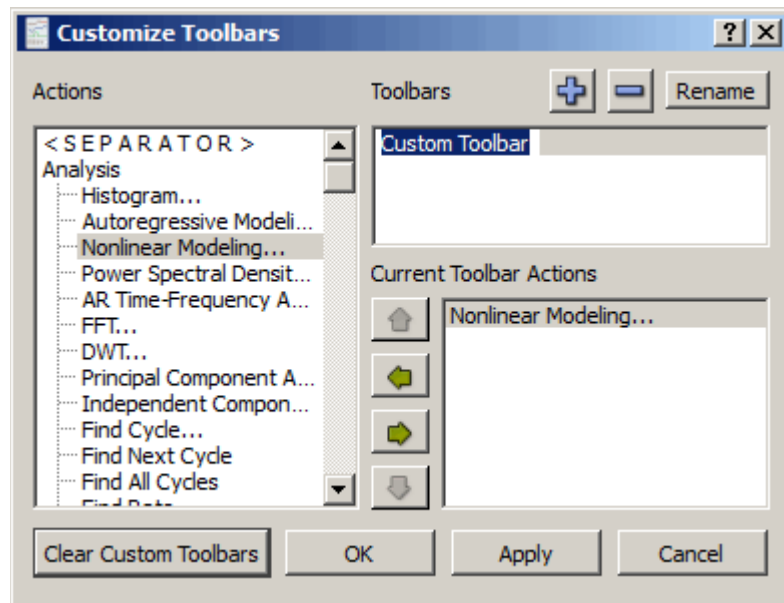 Customize Toolbars
Actions
Toolbars
Rename
<SEPARATOR>
Analysis
Histogram...
Autoregressive Modeli...
Nonlinear Modeling...
Power Spectral Densit...
AR Time-Frequency A...
FFT...
DWT...
Principal Component A...
Independent Compon...
Find Cycle...
Find Next Cycle
Find All Cycles
Custom Toolbar
Current Toolbar Actions
Nonlinear Modeling...
Clear Custom Toolbars
OK
Apply
Cancel